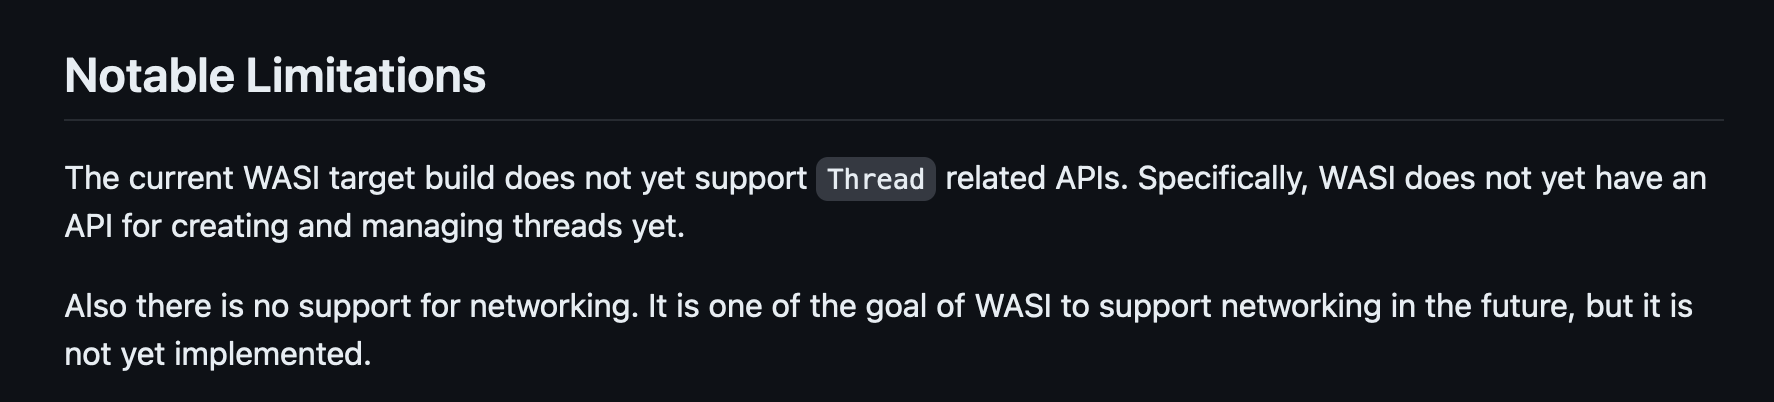 Notable Limitations
The current WASI target build does not yet support Thread related APIs. Specifically, WASI does not yet have an
API for creating and managing threads yet.
Also there is no support for networking. It is one of the goal of WASI to support networking in the future, but it is
not yet implemented.